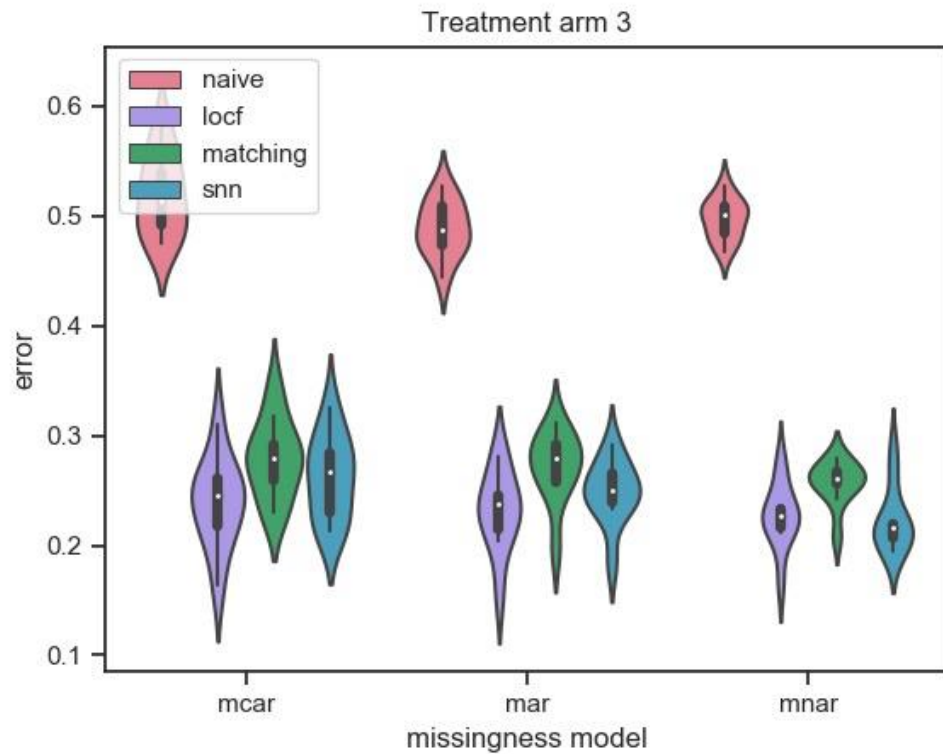 Treatment arm 3
naive
locf
matching
snn
error
0.6
0.5
0.4
0.3
0.2
0.1
mcar mar mnar
missingness model